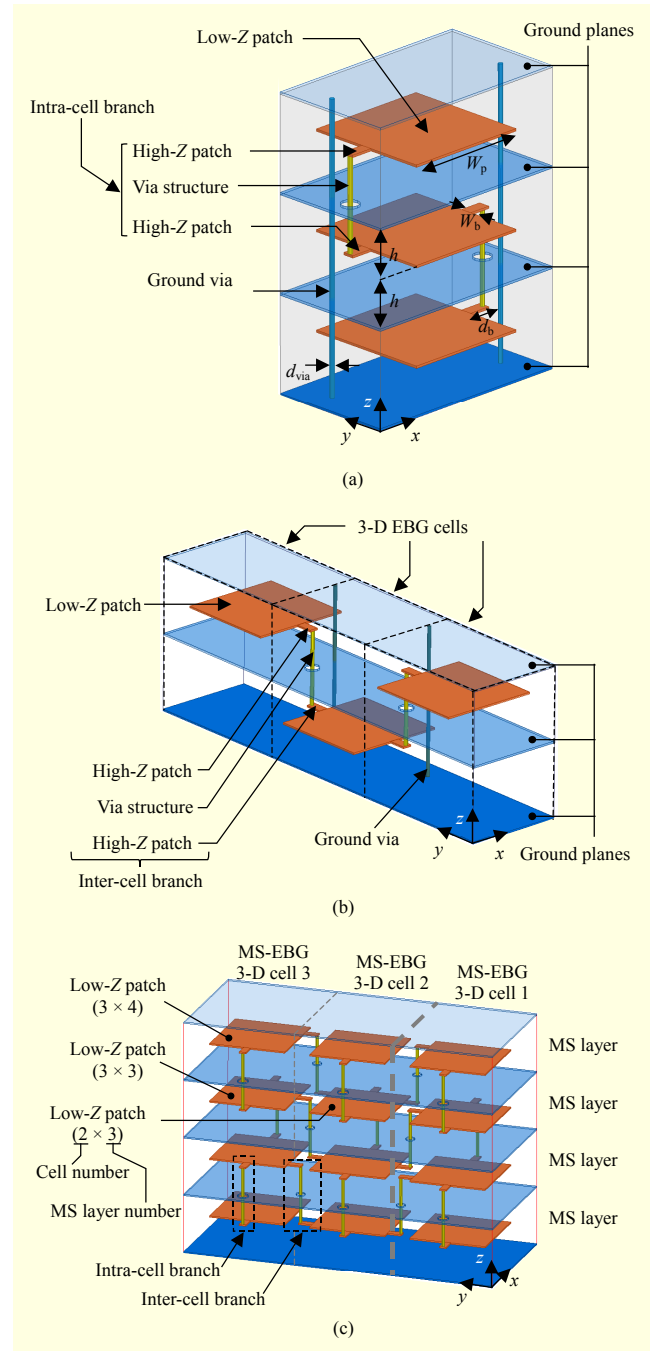 Low-Z patch
Ground planes
Intra-cell branch
High-Z patch
Via structure
High-Z patch
Ground via
Wp
Wb
h
h
db
dvia
z
y
x
(a)
3-D EBG cells
Low-Z patch
High-Z patch
Via structure
High-Z patch
Inter-cell branch
Ground via
z
y
x
Ground planes
(b)
MS-EBG
3-D cell 3
MS-EBG
3-D cell 2
MS-EBG
3-D cell 1
Low-Z patch
(3 × 4)
Low-Z patch
(3 × 3)
Low-Z patch
(2 × 3)
Cell number
MS layer number
MS layer
MS layer
MS layer
MS layer
Intra-cell branch
Inter-cell branch
z
y
x
(c)